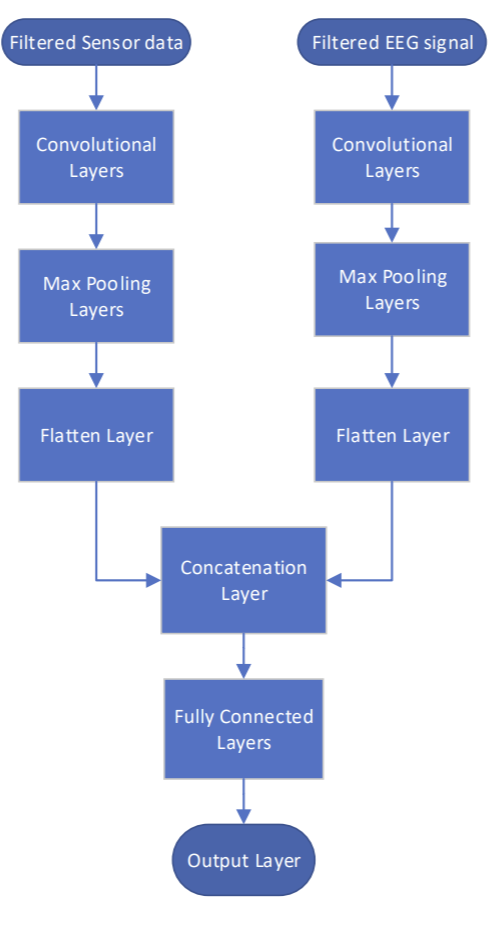 Filtered Sensor data
Filtered EEG signal
Convolutional
Layers
Convolutional
Layers
Max Pooling
Layers
Max Pooling
Layers
Flatten Layer
Flatten Layer
Concatenation
Layer
Fully Connected
Layers
Output Layer